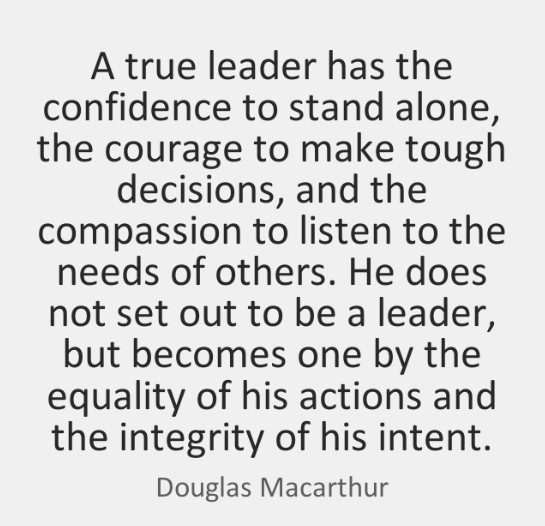 A true leader has the
confidence to stand alone,
the courage to make tough
decisions, and the
compassion to listen to the
needs of others. He does
not set out to be a leader,
but becomes one by the
equality of his actions and
the integrity of his intent.
Douglas Macarthur